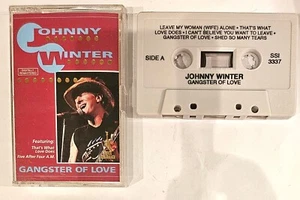 JOHNNY
WINTER
Featuring:
That's What
Love Does
Five After Four A.M.
GANGSTER OF LOVE
LEAVE MY WOMAN (WIFE) ALONE • THAT'S WHAT
LOVE DOES • I CAN'T BELIEVE YOU WANT TO LEAVE •
GANGSTER OF LOVE • SHED SO MANY TEARS
SIDE A
SSI
3337
JOHNNY WINTER
GANGSTER OF LOVE